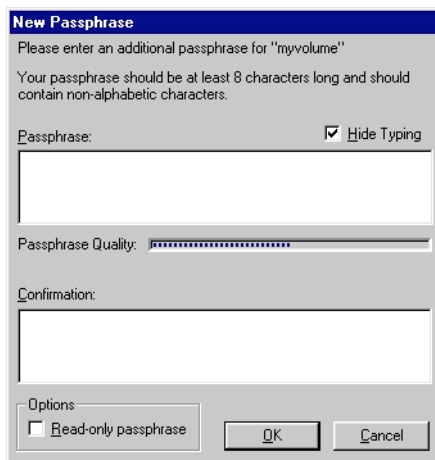 New Passphrase
Please enter an additional passphrase for "myvolume"
Your passphrase should be at least 8 characters long and should
contain non-alphabetic characters.
Passphrase:
Hide Typing
Passphrase Quality:
Confirmation:
Options
Read-only passphrase
OK
Cancel